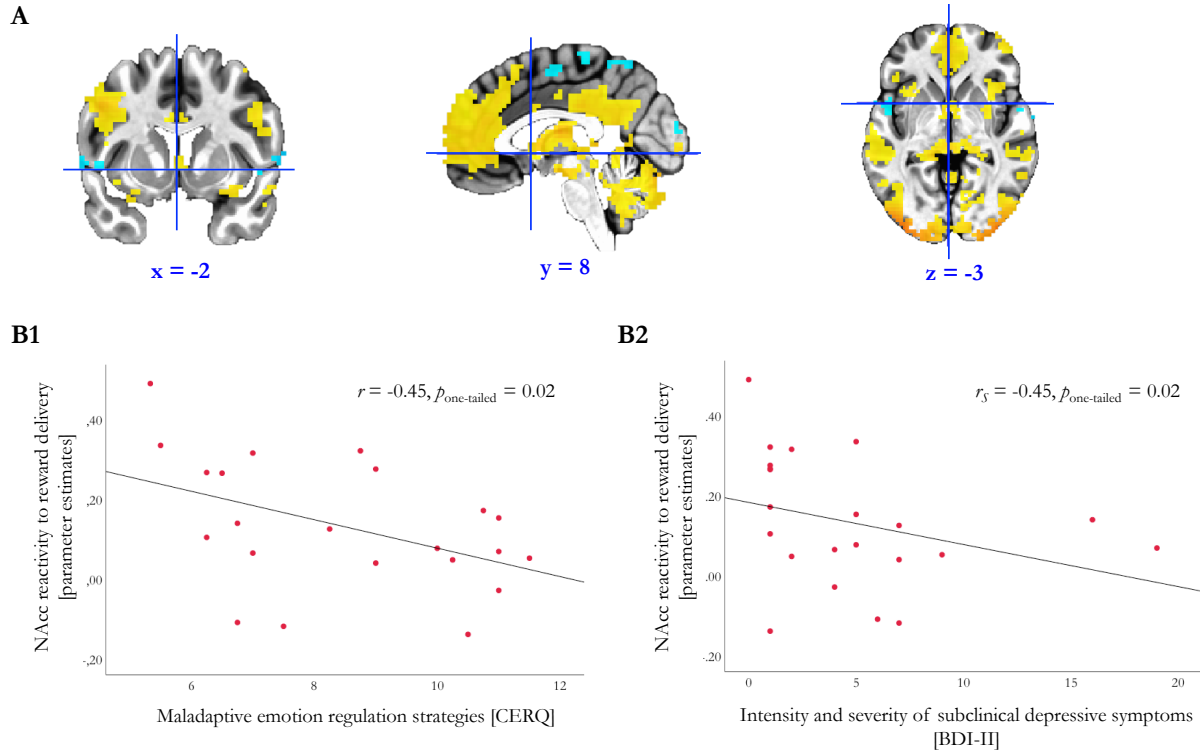 A
x = -2
y = 8
z = -3
B1
NAcc reactivity to reward delivery
[parameter estimates]
r = -0.45, pone-tailed = 0.02
,40
,20
,00
-,20
6
8
10
12
Maladaptive emotion regulation strategies [CERQ]
B2
NAcc reactivity to reward delivery
[parameter estimates]
rS = -0.45, pone-tailed = 0.02
.40
.20
.00
-.20
0
5
10
15
20
Intensity and severity of subclinical depressive symptoms
[BDI-II]